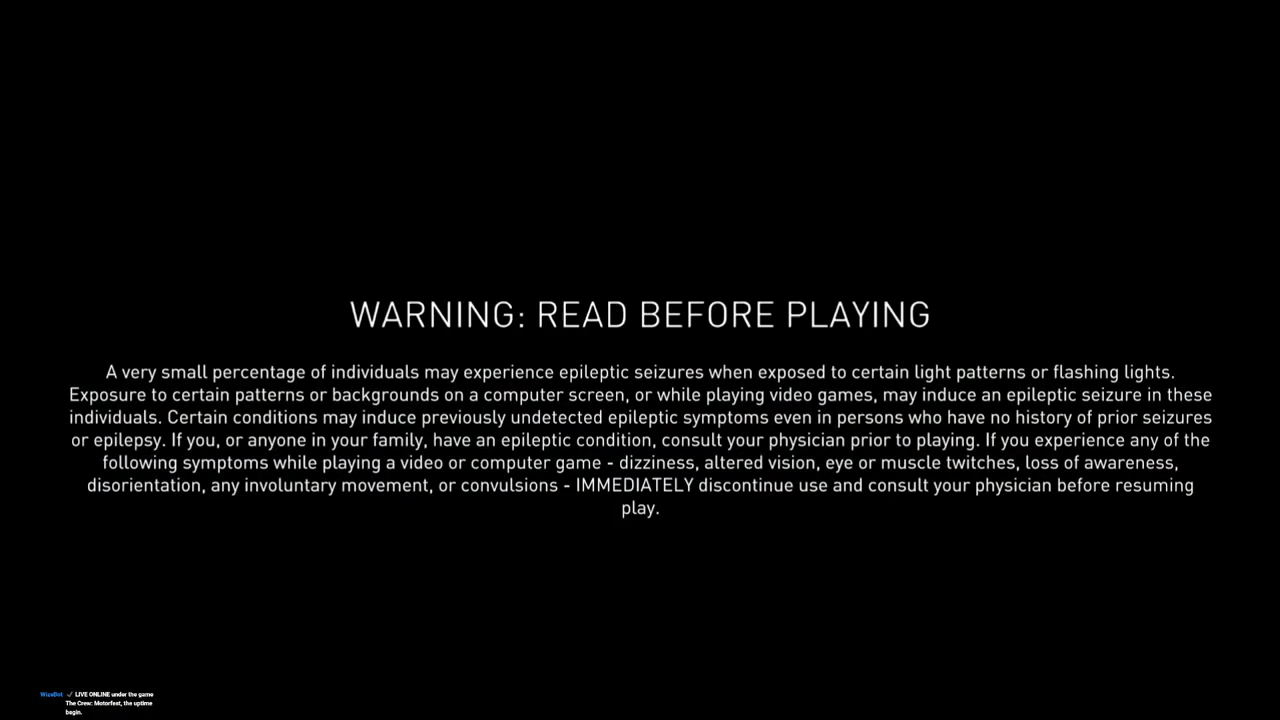 WARNING: READ BEFORE PLAYING
A very small percentage of individuals may experience epileptic seizures when exposed to certain light patterns or flashing lights.
Exposure to certain patterns or backgrounds on a computer screen, or while playing video games, may induce an epileptic seizure in these
individuals. Certain conditions may induce previously undetected epileptic symptoms even in persons who have no history of prior seizures
or epilepsy. If you, or anyone in your family, have an epileptic condition, consult your physician prior to playing. If you experience any of the
following symptoms while playing a video or computer game - dizziness, altered vision, eye or muscle twitches, loss of awareness,
disorientation, any involuntary movement, or convulsions - IMMEDIATELY discontinue use and consult your physician before resuming
play.
WizeBot ✓ LIVE ONLINE under the game
The Crew: Motorfest, the uptime
begin.